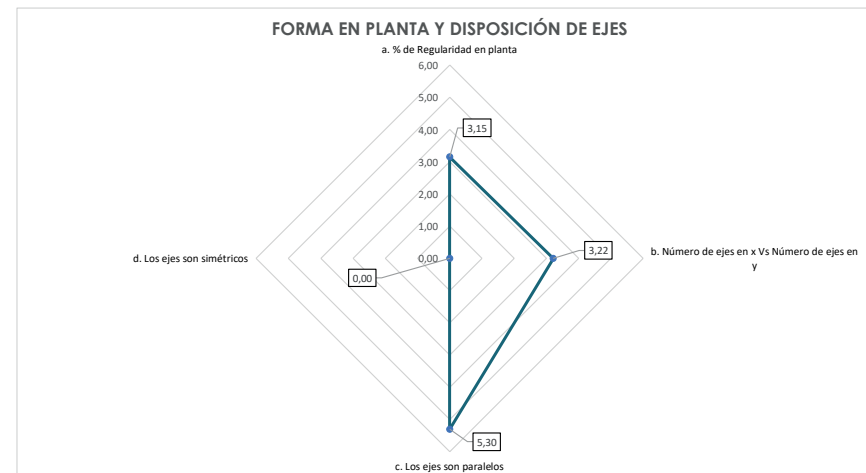 FORMA EN PLANTA Y DISPOSICIÓN DE EJES
a. % de Regularidad en planta
6,00
5,00
4,00
3,15
3,00
2,00
1,00
d. Los ejes son simétricos
0,00
0,00
3,22
b. Número de ejes en x Vs Número de ejes en
y
5,30
c. Los ejes son paralelos